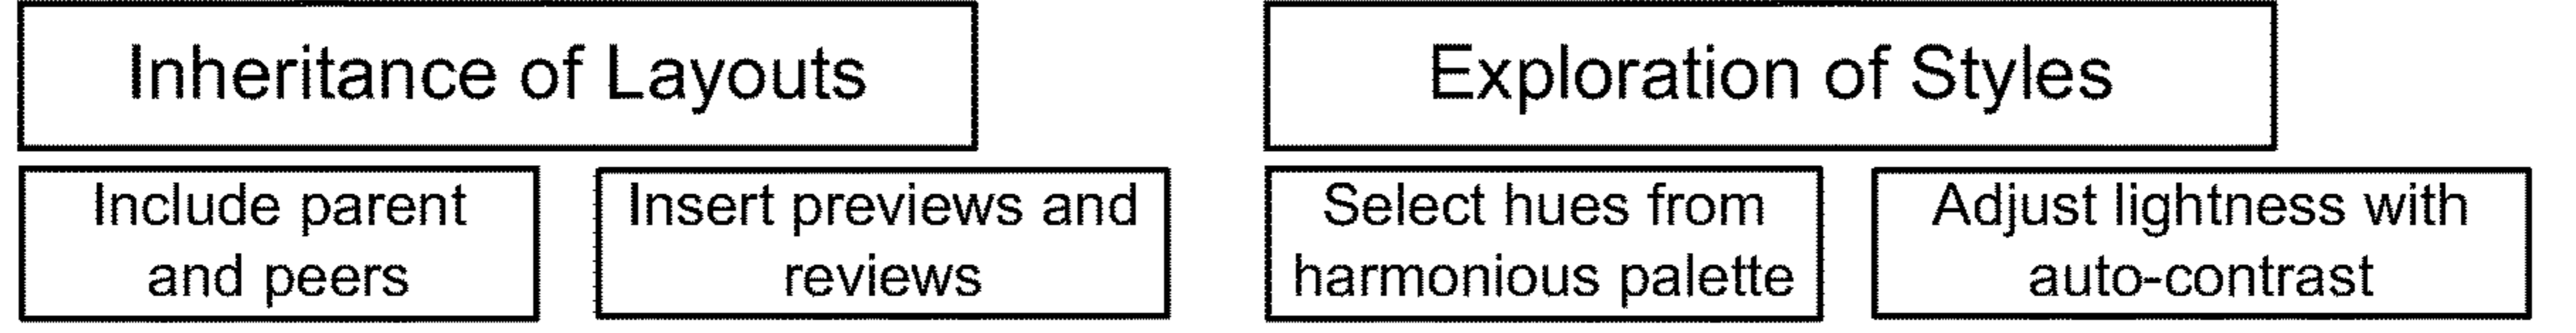 Inheritance of Layouts
Exploration of Styles
Include parent
and peers
Insert previews and
reviews
Select hues from
harmonious palette
Adjust lightness with
auto-contrast